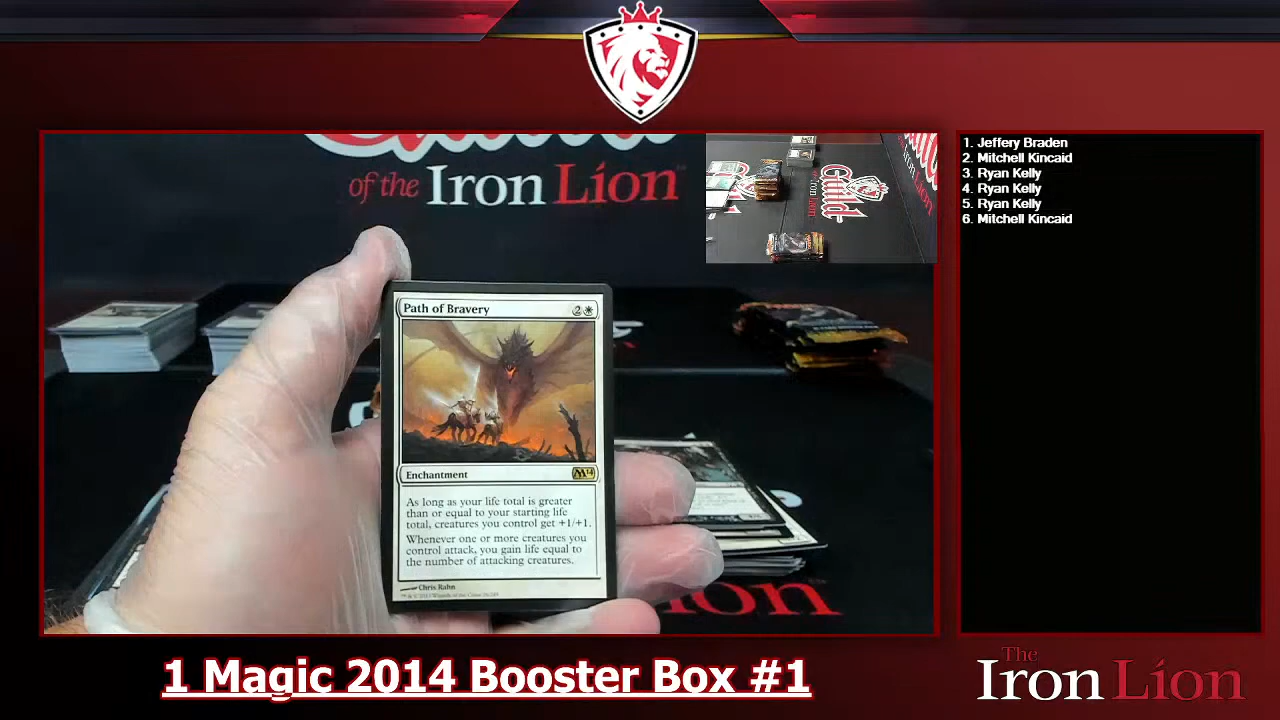 of the Iron Lion
1. Jeffery Braden
2. Mitchell Kincaid
3. Ryan Kelly
4. Ryan Kelly
5. Ryan Kelly
6. Mitchell Kincaid
Path of Bravery 2
Enchantment M14
As long as your life total is greater
than or equal to your starting life
total, creatures you control get +1/+1.
Whenever one or more creatures you
control attack, you gain life equal to
the number of attacking creatures.
Chris Rahn
1 Magic 2014 Booster Box #1
The
Iron Lion